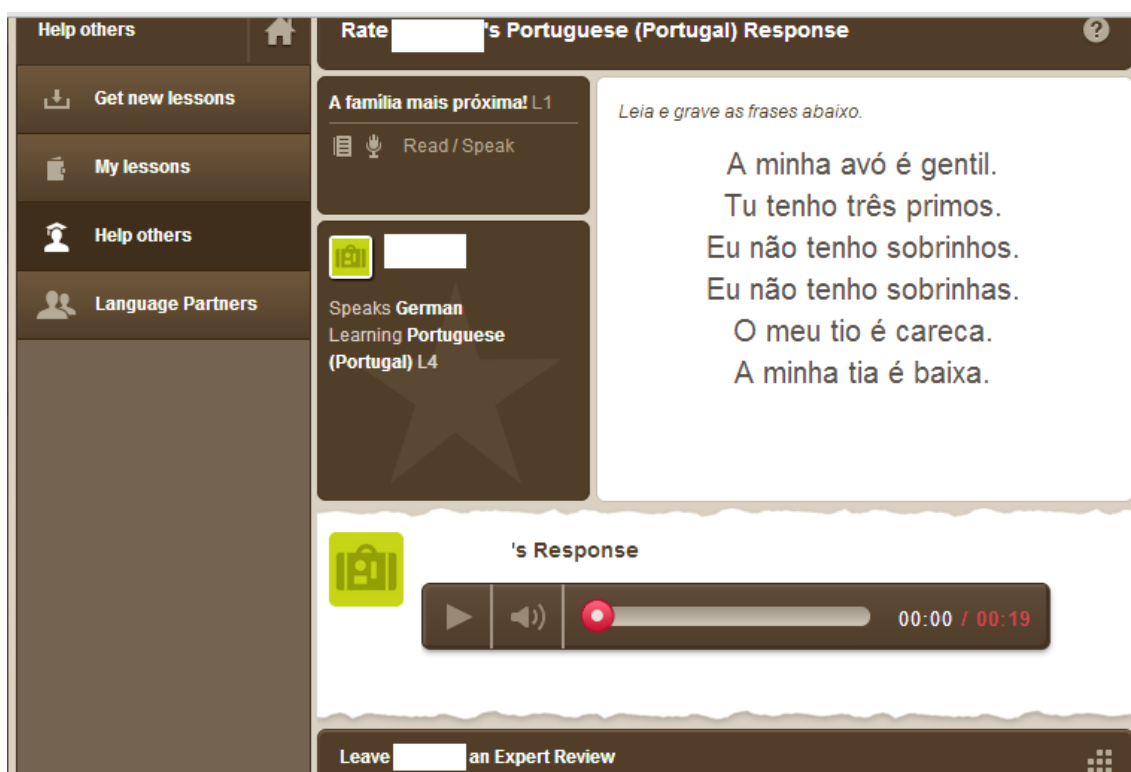 Help others
Rate 's Portuguese (Portugal) Response
?
Get new lessons
My lessons
Help others
Language Partners
A família mais próxima! L1
Read / Speak
Speaks German
Learning Portuguese
(Portugal) L4
Leia e grave as frases abaixo.
A minha avó é gentil.
Tu tenho três primos.
Eu não tenho sobrinhos.
Eu não tenho sobrinhas.
O meu tio é careca.
A minha tia é baixa.
's Response
00:00 / 00:19
Leave an Expert Review